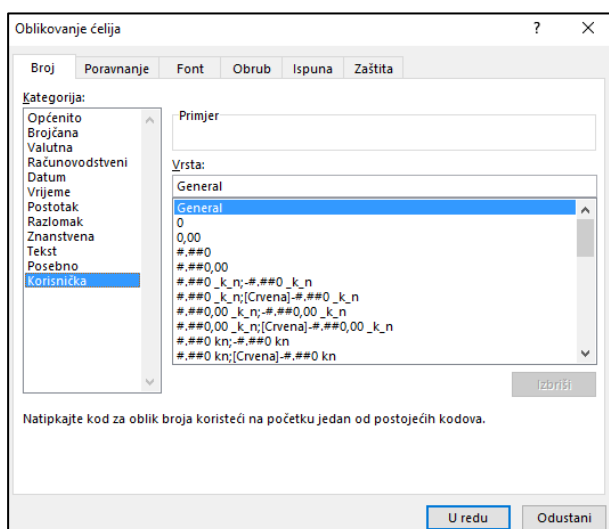 Oblikovanje ćelija ? ×
Broj Poravnanje Font Obrub Ispuna Zaštita
Kategorija:
Općenito
Brojčana
Valutna
Računovodstveni
Datum
Vrijeme
Postotak
Razlomak
Znanstvena
Tekst
Posebno
Korisnička
Primjer
Vrsta:
General
General
0
0,00
#.##0
#.##0,00
#.##0 _k_n;-#.##0 _k_n
#.##0 _k_n;[Crvena]-#.##0 _k_n
#.##0,00 _k_n;-#.##0,00 _k_n
#.##0,00 _k_n;[Crvena]-#.##0,00 _k_n
#.##0 kn;-#.##0 kn
#.##0 kn;[Crvena]-#.##0 kn
Izbriši
Natipkajte kod za oblik broja koristeći na početku jedan od postojećih kodova.
U redu Odustani